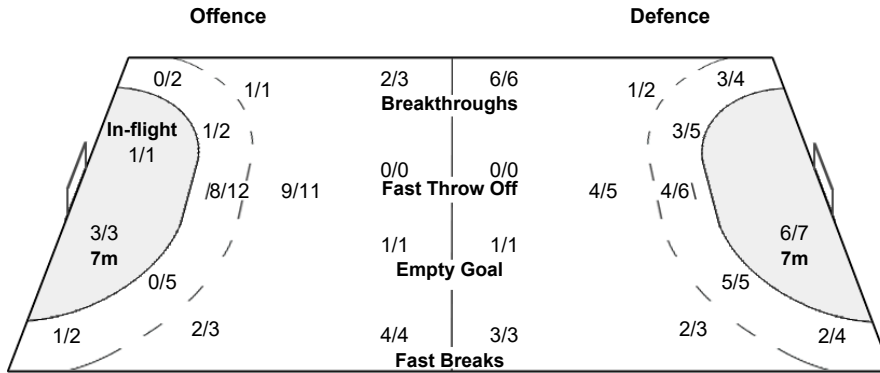 Offence Defence
0/2 2/3 6/6 3/4
1/1 1/2
Breakthroughs
In-flight 1/2 3/5
1/1
0/0 0/0
8/12 9/11 Fast Throw Off 4/5 4/6
3/3 6/7
7m 1/1 1/1 7m
Empty Goal
0/5 5/5
1/2 2/3 4/4 3/3 2/3 2/4
Fast Breaks